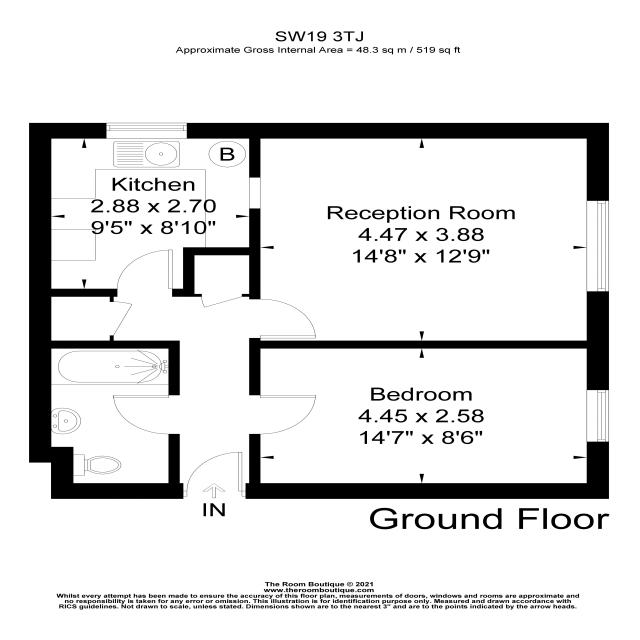 SW19 3TJ
Approximate Gross Internal Area = 48.3 sq m / 519 sq ft
B
Kitchen
2.88 x 2.70
9'5" x 8'10"
Reception Room
4.47 x 3.88
14'8" x 12'9"
Bedroom
4.45 x 2.58
14'7" x 8'6"
IN
Ground Floor
The Room Boutique © 2021
www.theroomboutique.com
Whilst every attempt has been made to ensure the accuracy of this floor plan, measurements of doors, windows and rooms are approximate and
no responsibility is taken for any error or omission. This illustration is for identification purpose only. Measured and drawn accordance with
RICS guidelines. Not drawn to scale, unless stated. Dimensions shown are to the nearest 3" and are to the points indicated by the arrow heads.